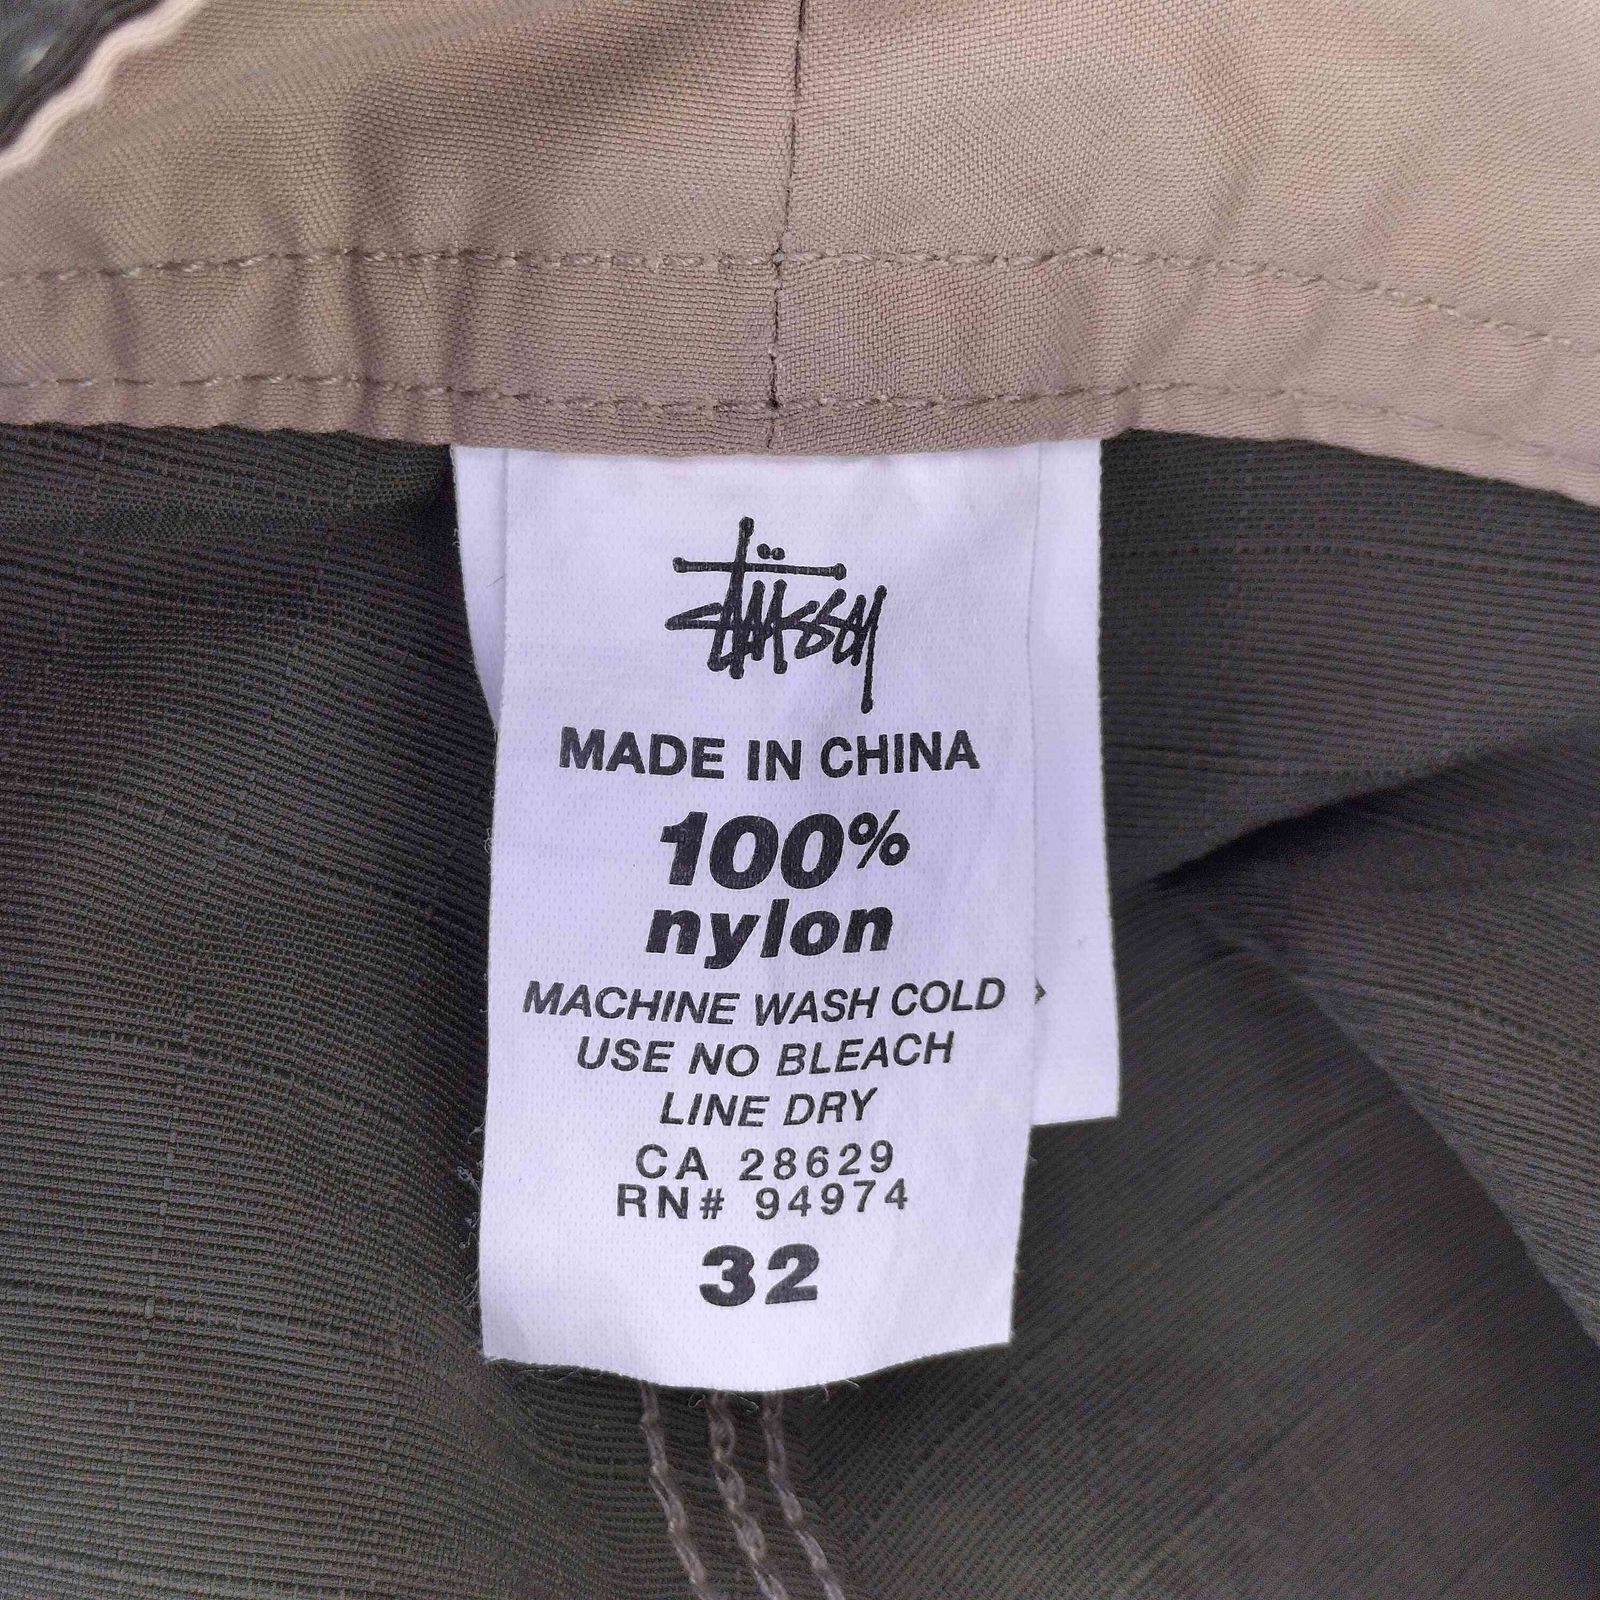 Stüssy
MADE IN CHINA
100%
nylon
MACHINE WASH COLD
USE NO BLEACH
LINE DRY
CA 28629
RN# 94974
32